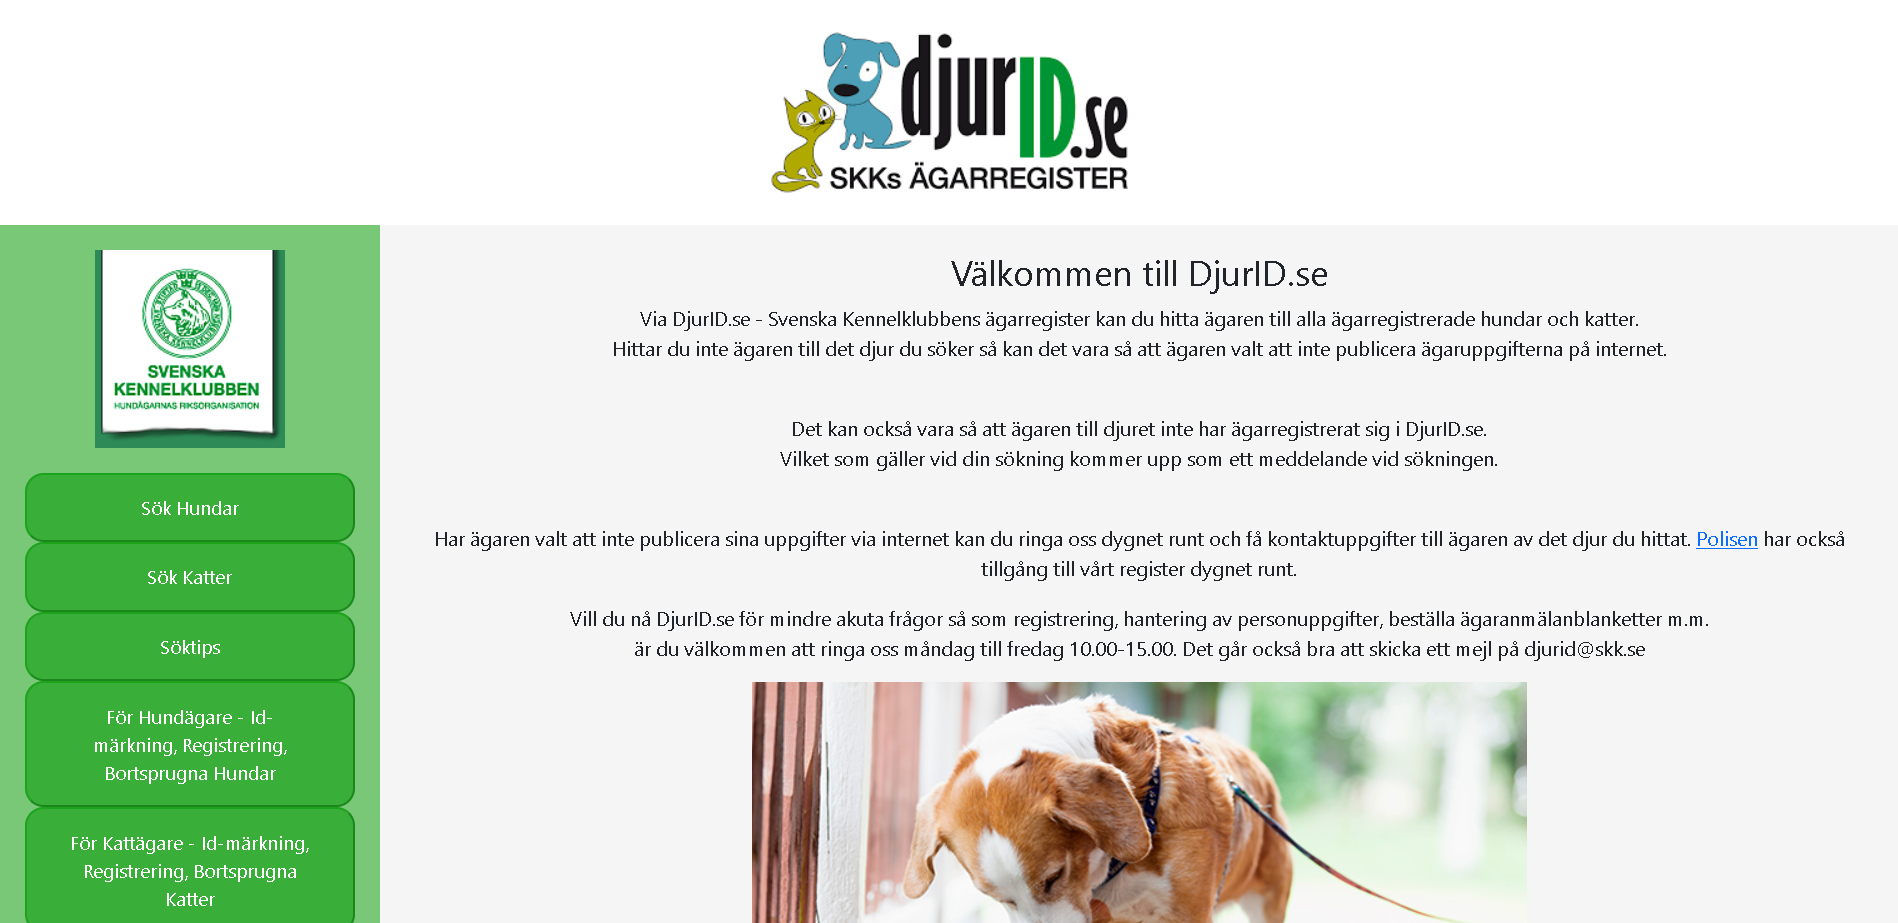 djurID.se
SKKs ÄGARREGISTER
SVENSKA
KENNELKLUBBEN
HUNDÄGARNAS RIKSORGANISATION
Sök Hundar
Sök Katter
Söktips
För Hundägare - Id-
märkning, Registrering,
Bortsprugna Hundar
För Kattägare - Id-märkning,
Registrering, Bortsprugna
Katter
Välkommen till DjurID.se
Via DjurID.se - Svenska Kennelklubbens ägarregister kan du hitta ägaren till alla ägarregistrerade hundar och katter.
Hittar du inte ägaren till det djur du söker så kan det vara så att ägaren valt att inte publicera ägaruppgifterna på internet.
Det kan också vara så att ägaren till djuret inte har ägarregistrerat sig i DjurID.se.
Vilket som gäller vid din sökning kommer upp som ett meddelande vid sökningen.
Har ägaren valt att inte publicera sina uppgifter via internet kan du ringa oss dygnet runt och få kontaktuppgifter till ägaren av det djur du hittat. Polisen har också
tillgång till vårt register dygnet runt.
Vill du nå DjurID.se för mindre akuta frågor så som registrering, hantering av personuppgifter, beställa ägaranmälanblanketter m.m.
är du välkommen att ringa oss måndag till fredag 10.00-15.00. Det går också bra att skicka ett mejl på djurid@skk.se